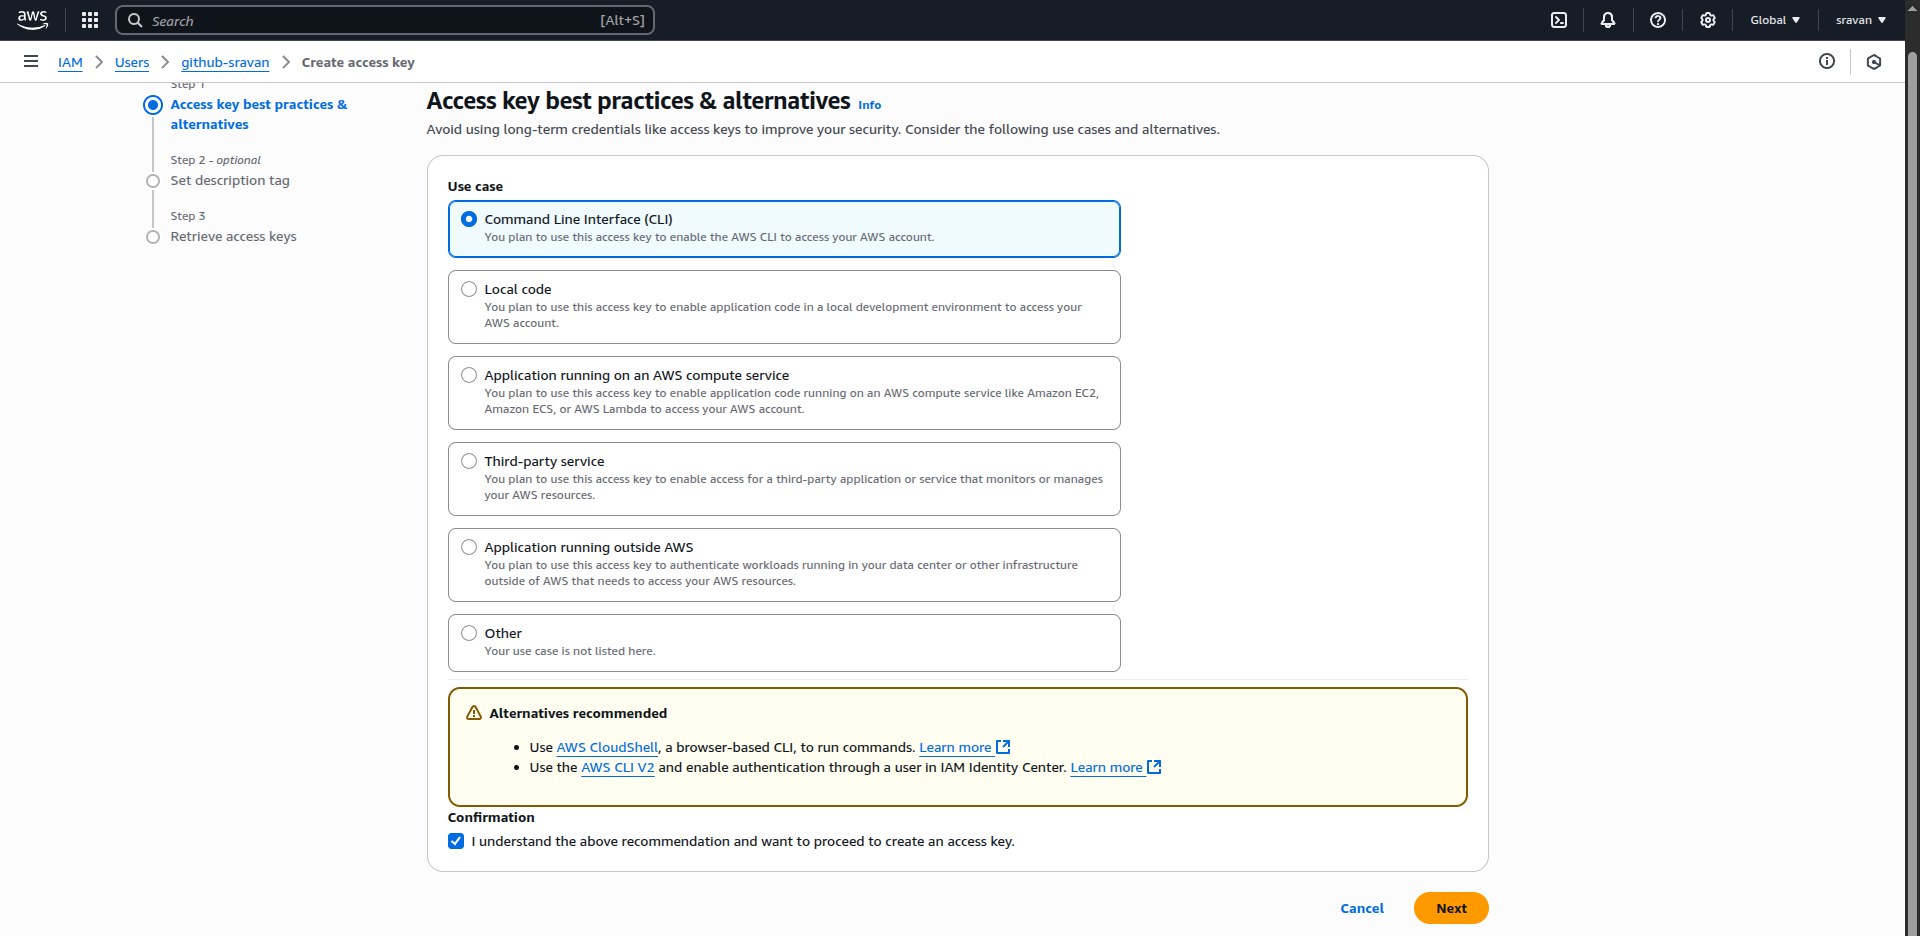 aws
Search
[Alt+S]
Global
sravan
IAM
Users
github-sravan
Create access key
Step 1
Access key best practices &
alternatives
Step 2 - optional
Set description tag
Step 3
Retrieve access keys
Access key best practices & alternatives Info
Avoid using long-term credentials like access keys to improve your security. Consider the following use cases and alternatives.
Use case
Command Line Interface (CLI)
You plan to use this access key to enable the AWS CLI to access your AWS account.
Local code
You plan to use this access key to enable application code in a local development environment to access your
AWS account.
Application running on an AWS compute service
You plan to use this access key to enable application code running on an AWS compute service like Amazon EC2,
Amazon ECS, or AWS Lambda to access your AWS account.
Third-party service
You plan to use this access key to enable access for a third-party application or service that monitors or manages
your AWS resources.
Application running outside AWS
You plan to use this access key to authenticate workloads running in your data center or other infrastructure
outside of AWS that needs to access your AWS resources.
Other
Your use case is not listed here.
Alternatives recommended
Use AWS CloudShell, a browser-based CLI, to run commands. Learn more
Use the AWS CLI V2 and enable authentication through a user in IAM Identity Center. Learn more
Confirmation
I understand the above recommendation and want to proceed to create an access key.
Cancel
Next